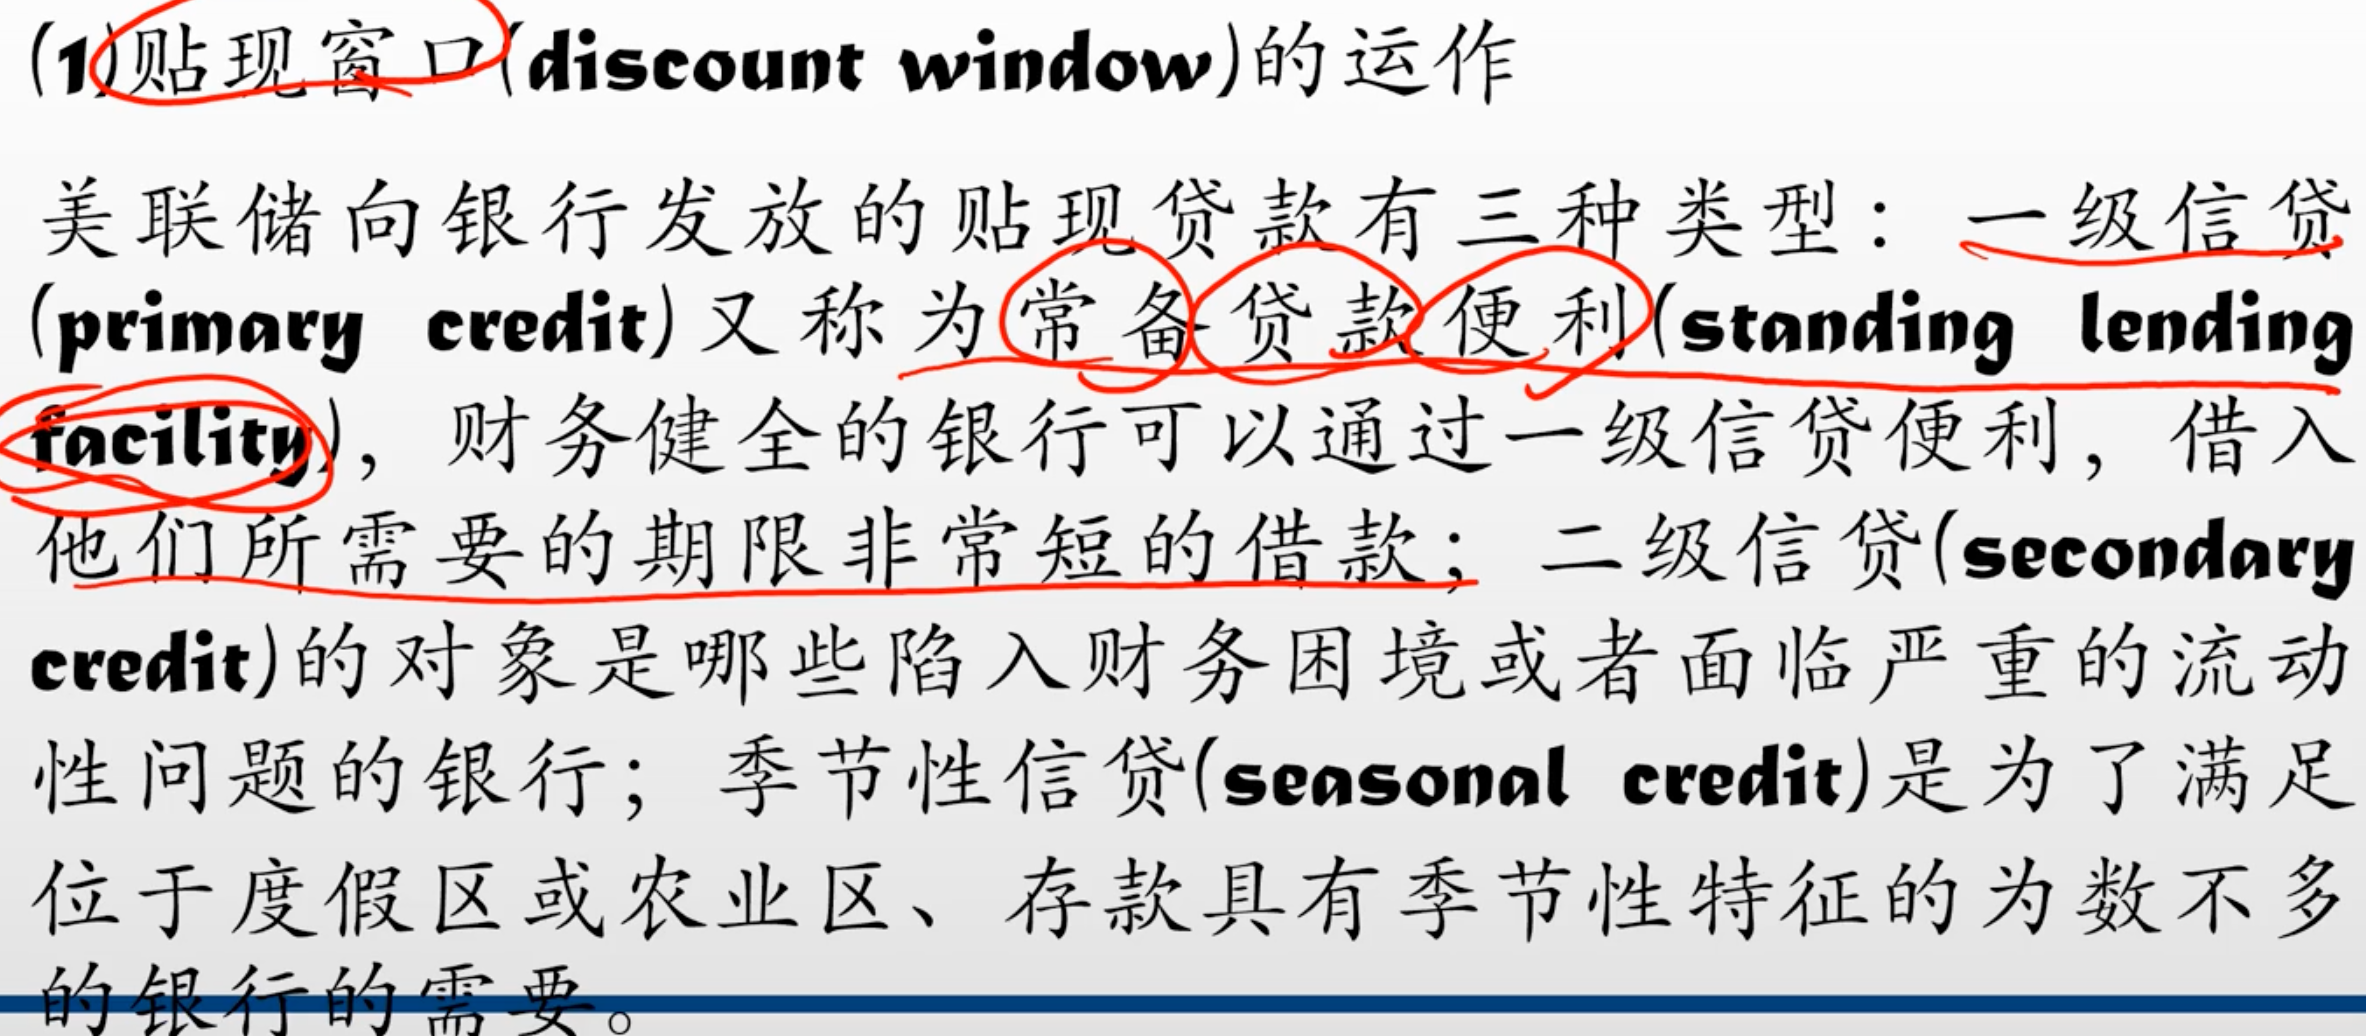 (1)贴现窗口(discount window)的运作
美联储向银行发放的贴现贷款有三种类型：一级信贷
(primary credit)又称为常备贷款便利(standing lending
facility)，财务健全的银行可以通过一级信贷便利，借入
他们所需要的期限非常短的借款；二级信贷(secondary
credit)的对象是哪些陷入财务困境或者面临严重的流动
性问题的银行；季节性信贷(seasonal credit)是为了满足
位于度假区或农业区、存款具有季节性特征的为数不多
的银行的需要。